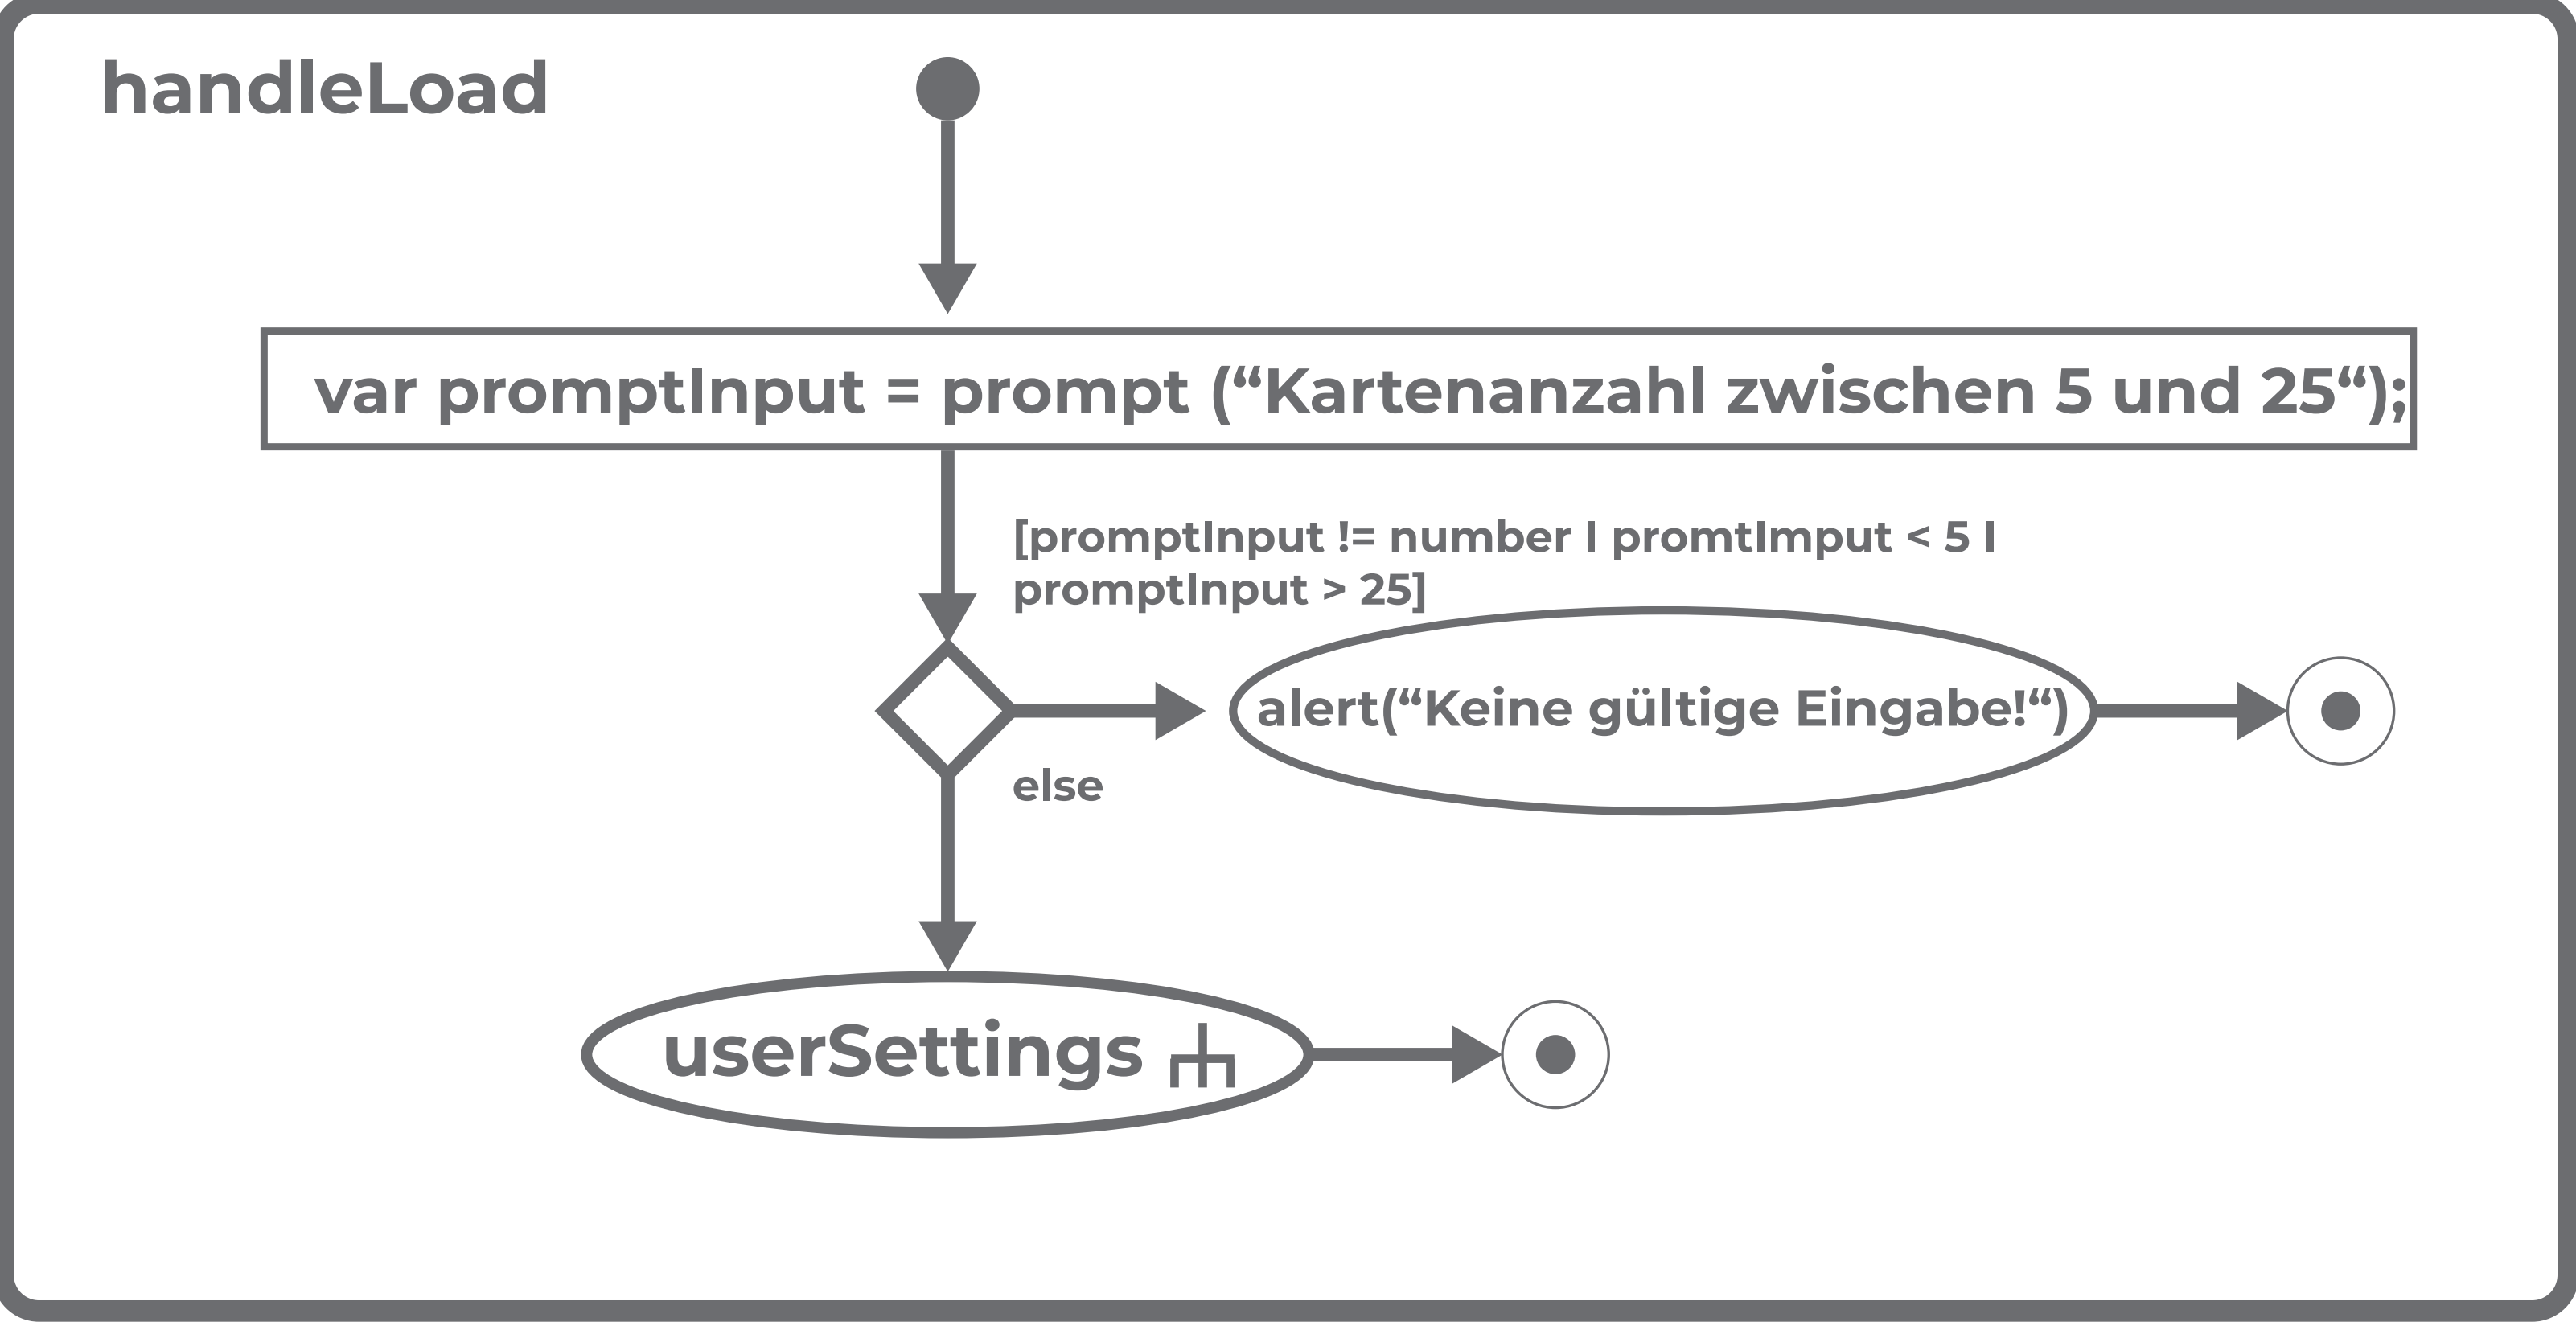 handleLoad
var promptInput = prompt (“Kartenanzahl zwischen 5 und 25“);
[promptInput != number I promtImput < 5 I
promptInput > 25]
alert(“Keine gültige Eingabe!“)
else
userSettings